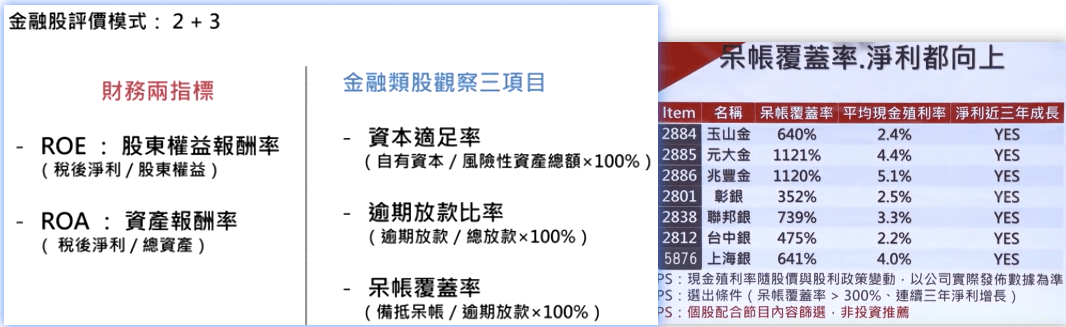 金融股評價模式： 2 + 3
財務兩指標
- ROE ： 股東權益報酬率
( 稅後淨利 / 股東權益 )
- ROA ： 資產報酬率
( 稅後淨利 / 總資產 )
金融類股觀察三項目
- 資本適足率
( 自有資本 / 風險性資產總額×100% )
- 逾期放款比率
( 逾期放款 / 總放款×100% )
- 呆帳覆蓋率
( 備抵呆帳 / 逾期放款×100% )
呆帳覆蓋率.淨利都向上
Item 名稱 呆帳覆蓋率 平均現金殖利率 淨利近三年成長
2884 玉山金 640% 2.4% YES
2885 元大金 1121% 4.4% YES
2886 兆豐金 1120% 5.1% YES
2801 彰銀 352% 2.5% YES
2838 聯邦銀 739% 3.3% YES
2812 台中銀 475% 2.2% YES
5876 上海銀 641% 4.0% YES
PS：現金殖利率隨股價與股利政策變動，以公司實際發佈數據為準
PS：選出條件 ( 呆帳覆蓋率 > 300%、連續三年淨利增長 )
PS：個股配合節目內容篩選，非投資推薦